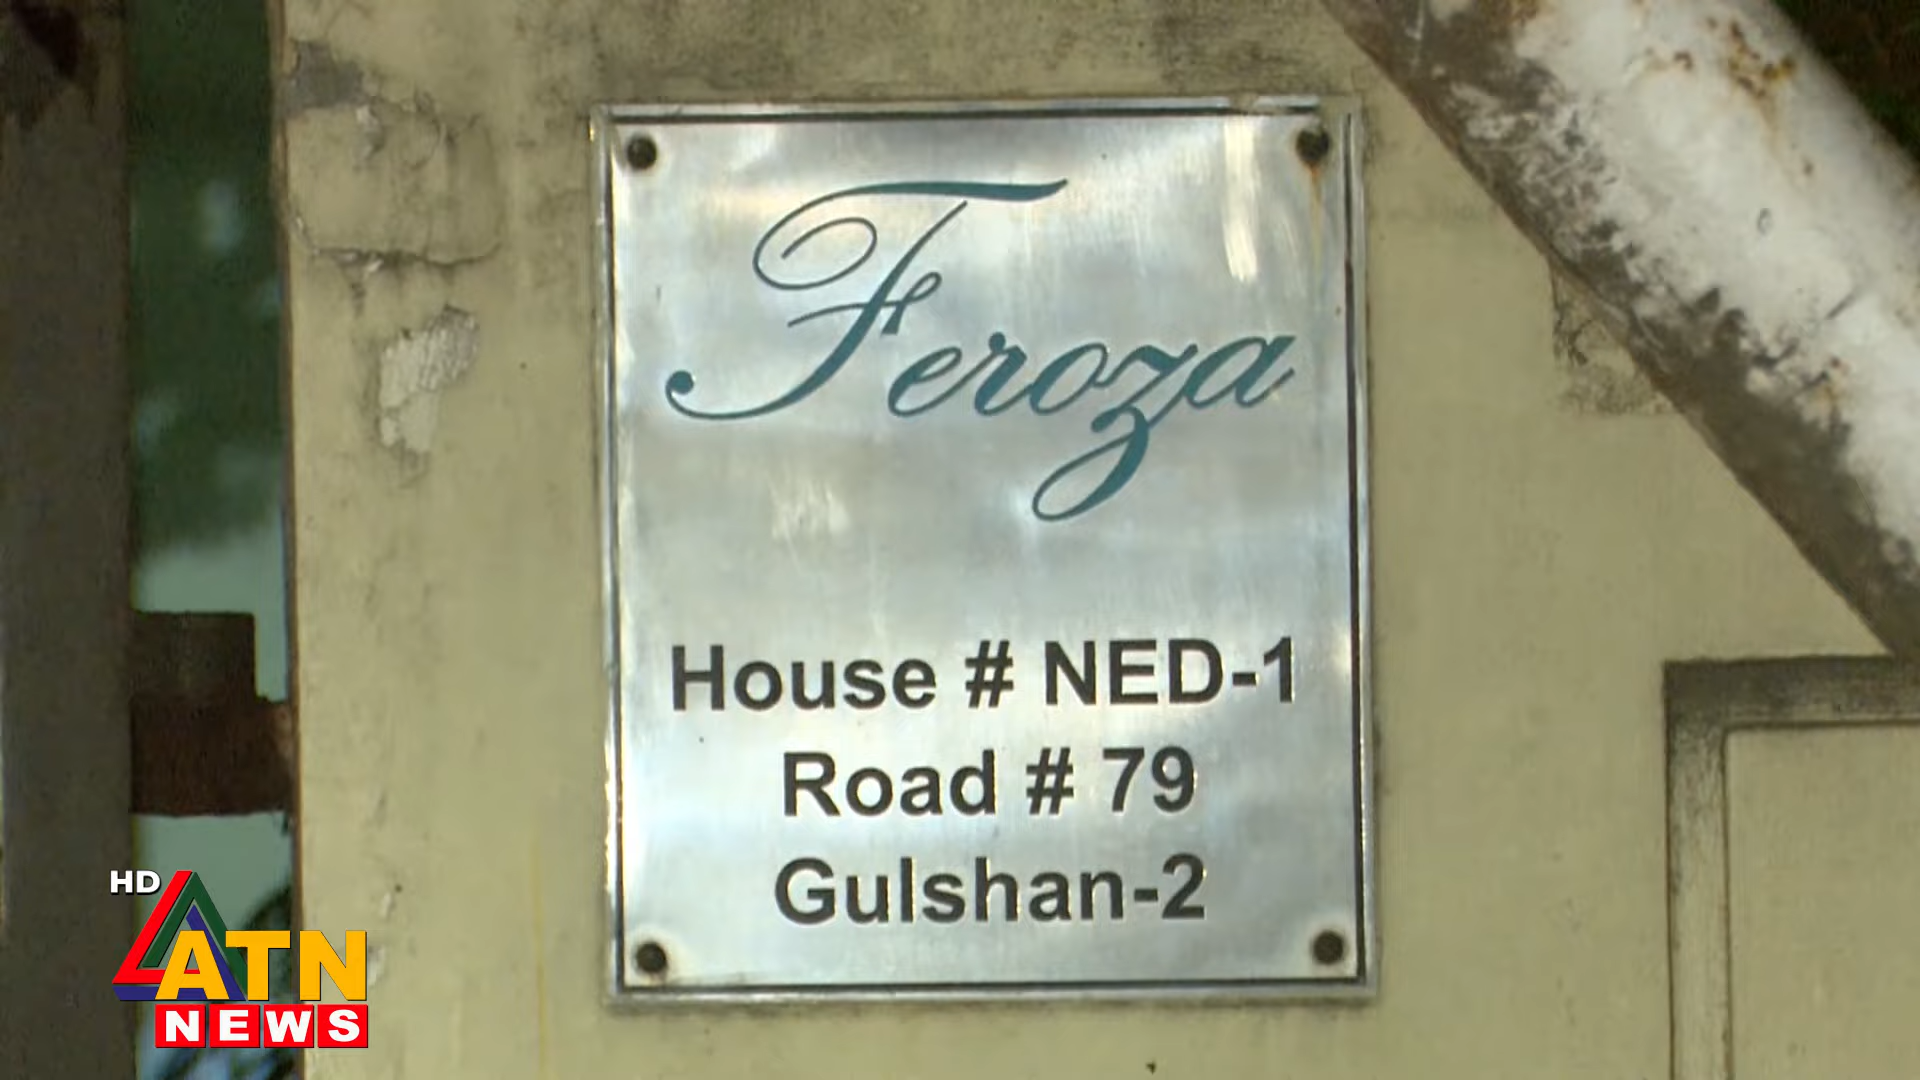 Feroza
House # NED-1
Road # 79
Gulshan-2
HD
ATN
NEWS